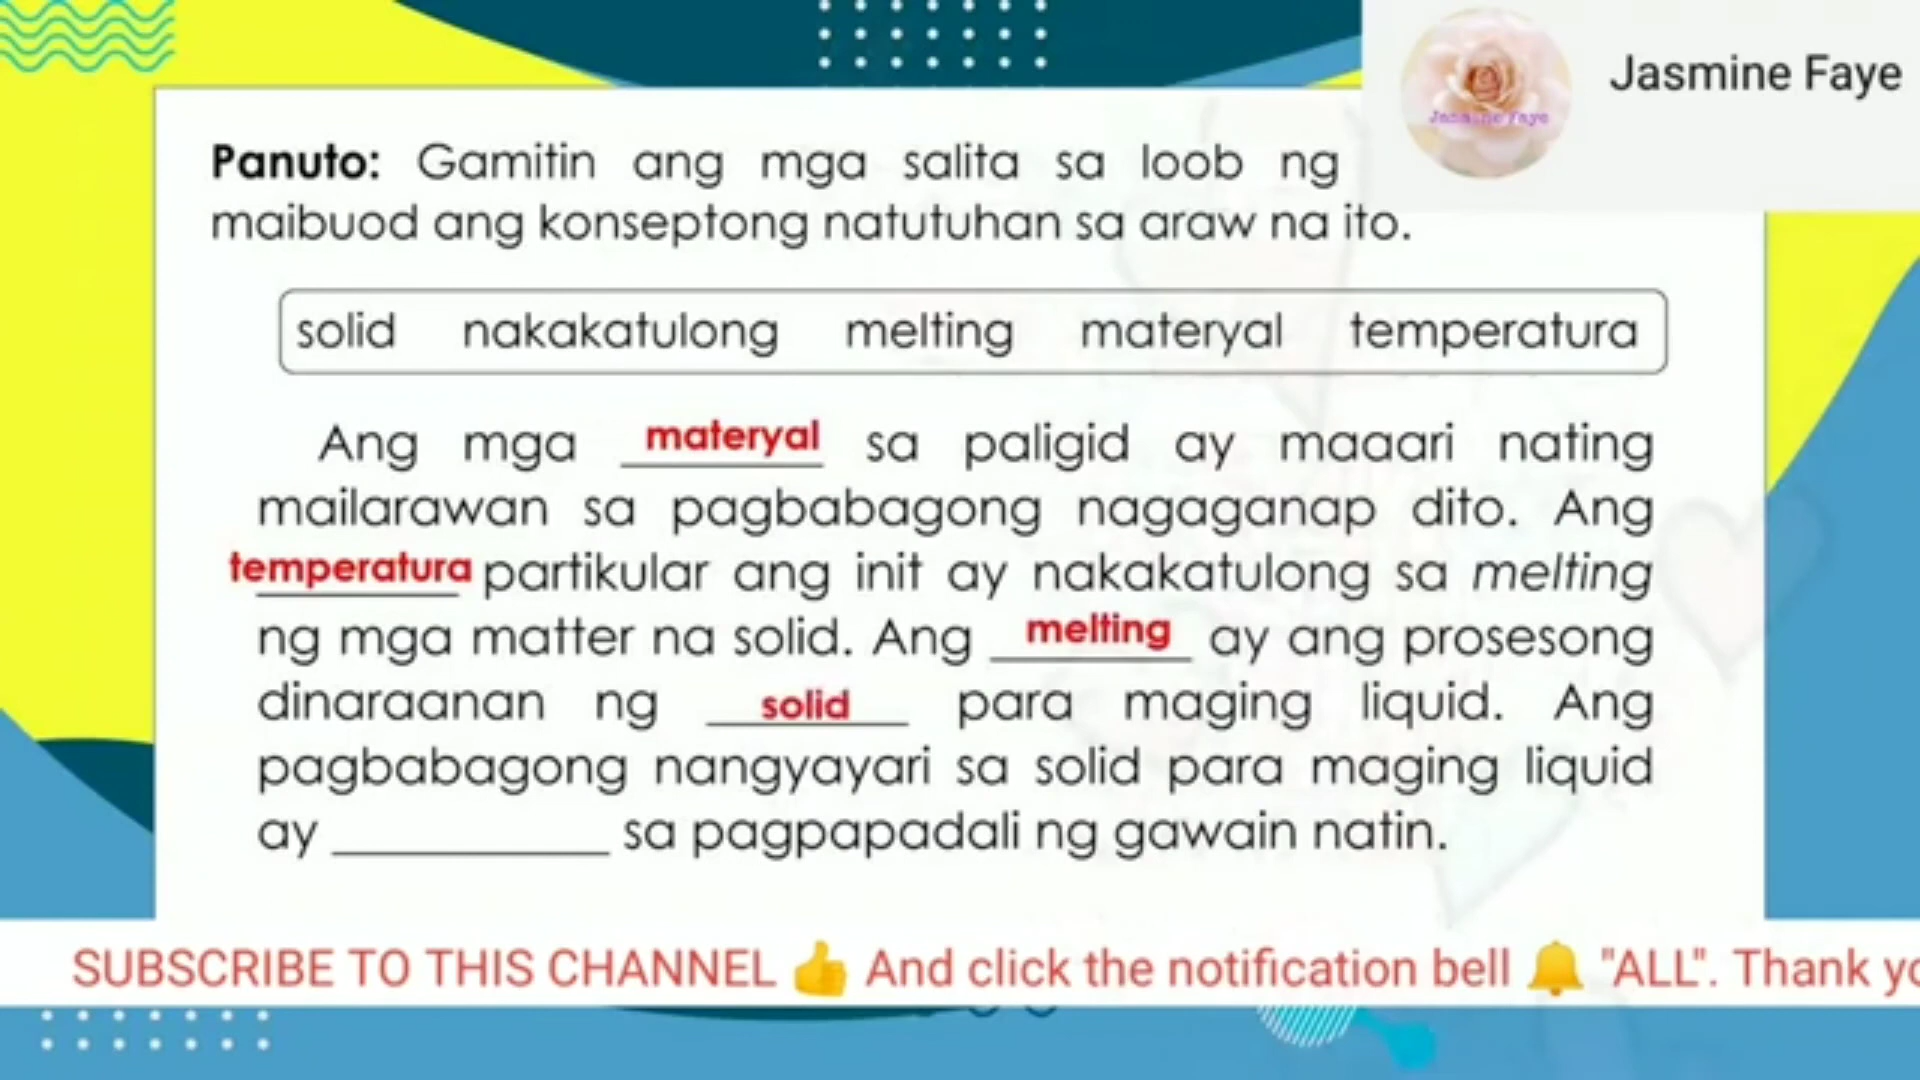 Jasmine Faye
Jasmine Faye
Panuto: Gamitin ang mga salita sa loob ng
maibuod ang konseptong natutuhan sa araw na ito.
solid nakakatulong melting materyal temperatura
Ang mga materyal sa paligid ay maaari nating
mailarawan sa pagbabagong nagaganap dito. Ang
temperatura partikular ang init ay nakakatulong sa melting
ng mga matter na solid. Ang melting ay ang prosesong
dinaraanan ng solid para maging liquid. Ang
pagbabagong nangyayari sa solid para maging liquid
ay __________ sa pagpapadali ng gawain natin.
SUBSCRIBE TO THIS CHANNEL 👍 And click the notification bell 🔔 "ALL". Thank yo